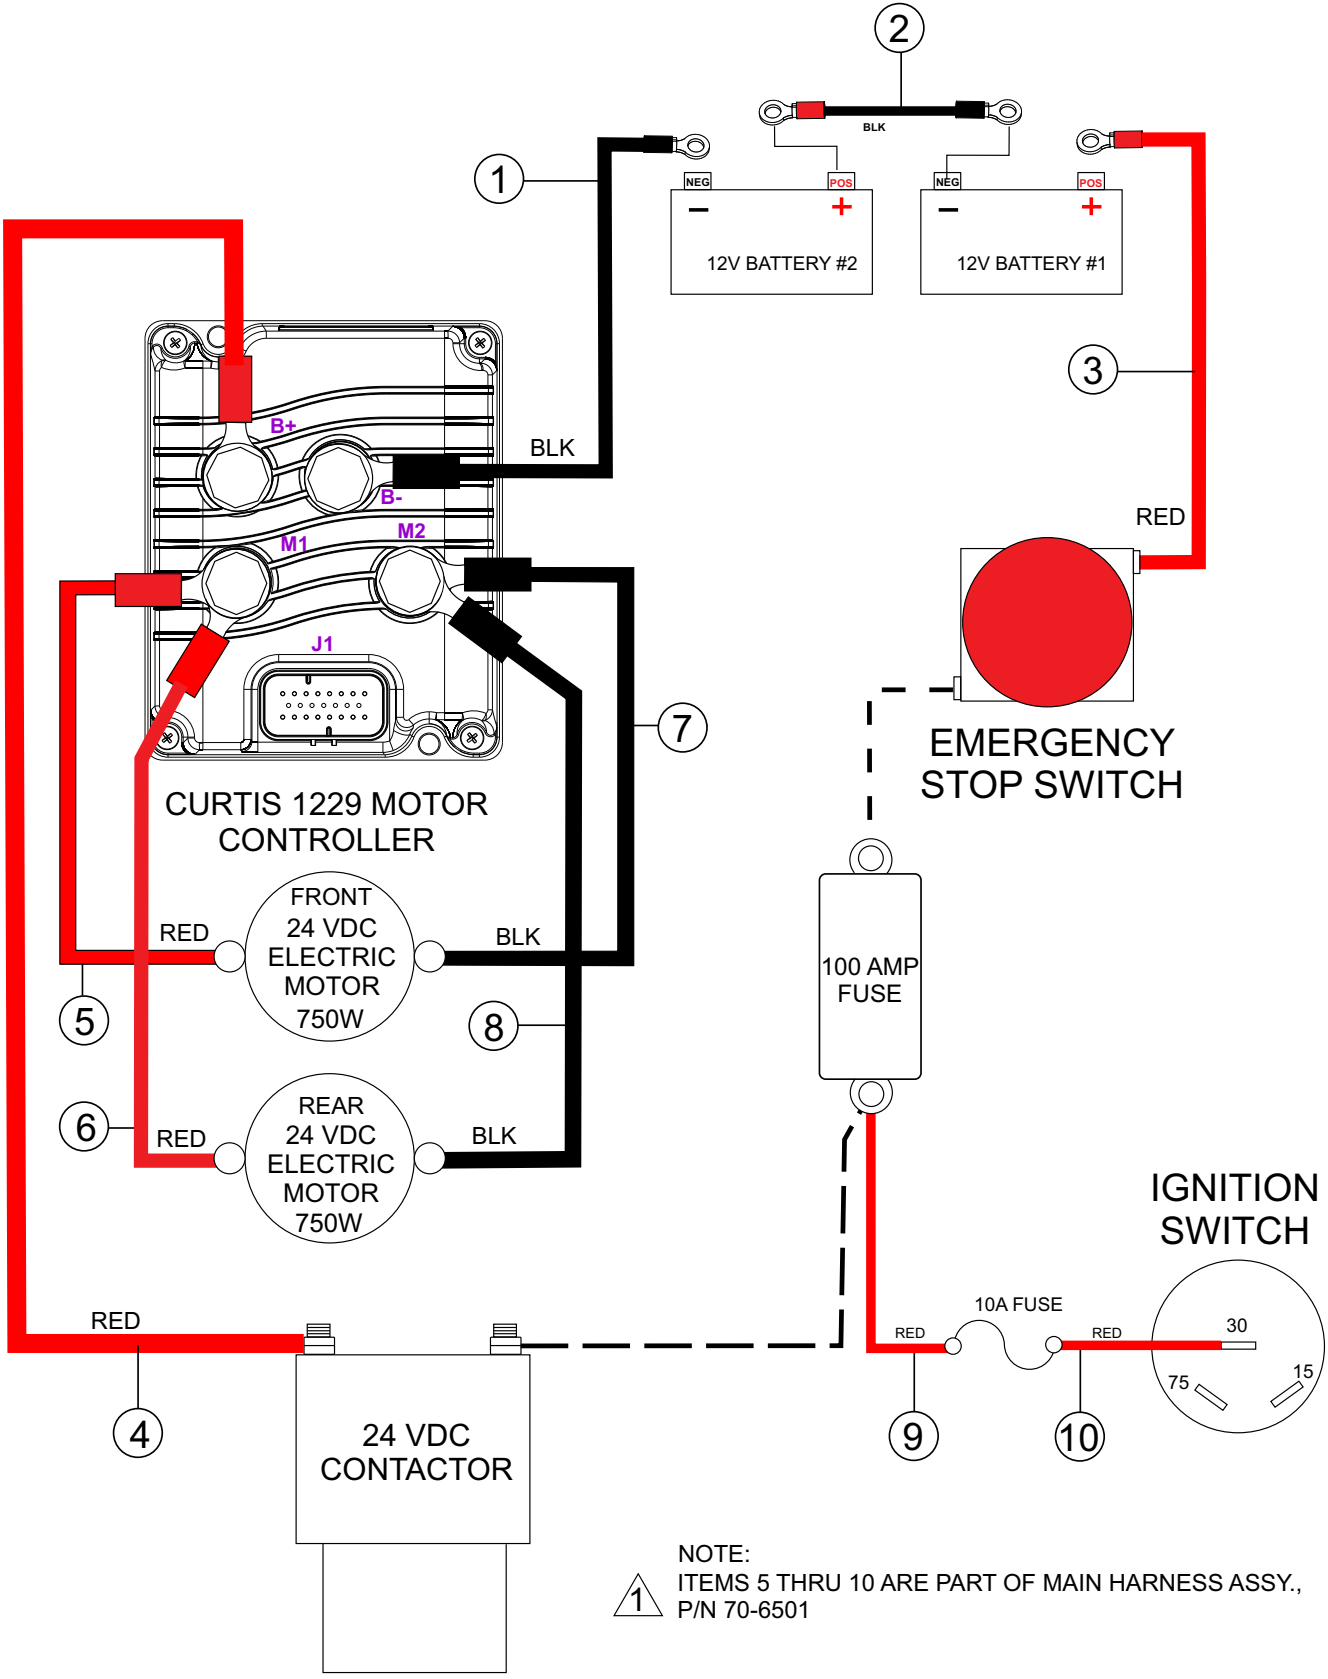 2
BLK
1
NEG
POS
NEG
POS
−
+
−
+
12V BATTERY #2
12V BATTERY #1
3
B+
BLK
B-
RED
M1
M2
J1
7
EMERGENCY
STOP SWITCH
CURTIS 1229 MOTOR
CONTROLLER
FRONT
24 VDC
ELECTRIC
MOTOR
750W
RED
BLK
100 AMP
FUSE
5
8
REAR
24 VDC
ELECTRIC
MOTOR
750W
6
RED
BLK
IGNITION
SWITCH
RED
10A FUSE
RED
RED
30
75
15
4
9
10
24 VDC
CONTACTOR
NOTE:
1
ITEMS 5 THRU 10 ARE PART OF MAIN HARNESS ASSY.,
P/N 70-6501